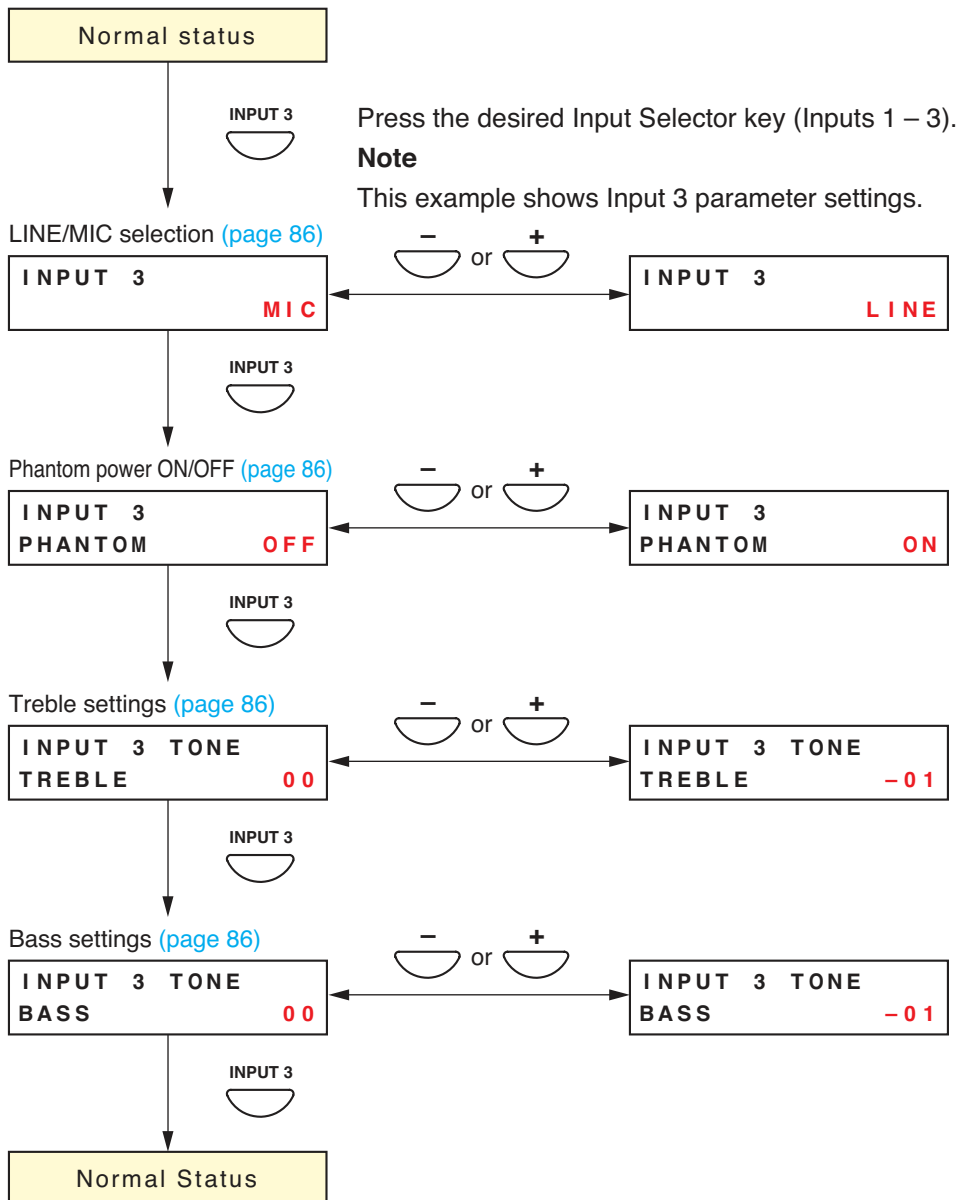 Normal status
INPUT 3
Press the desired Input Selector key (Inputs 1 – 3).
Note
This example shows Input 3 parameter settings.
LINE/MIC selection (page 86)
– or +
INPUT 3
MIC
INPUT 3
LINE
INPUT 3
Phantom power ON/OFF (page 86)
– or +
INPUT 3
PHANTOM OFF
INPUT 3
PHANTOM ON
INPUT 3
Treble settings (page 86)
– or +
INPUT 3 TONE
TREBLE 00
INPUT 3 TONE
TREBLE –01
INPUT 3
Bass settings (page 86)
– or +
INPUT 3 TONE
BASS 00
INPUT 3 TONE
BASS –01
INPUT 3
Normal Status